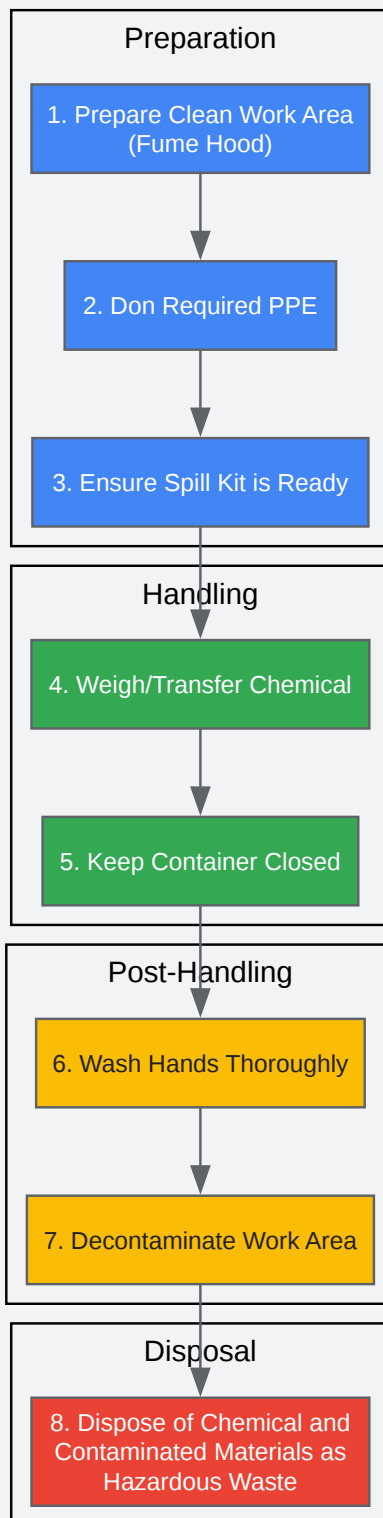 Preparation
1. Prepare Clean Work Area
(Fume Hood)
2. Don Required PPE
3. Ensure Spill Kit is Ready
Handling
4. Weigh/Transfer Chemical
5. Keep Container Closed
Post-Handling
6. Wash Hands Thoroughly
7. Decontaminate Work Area
Disposal
8. Dispose of Chemical and
Contaminated Materials as
Hazardous Waste